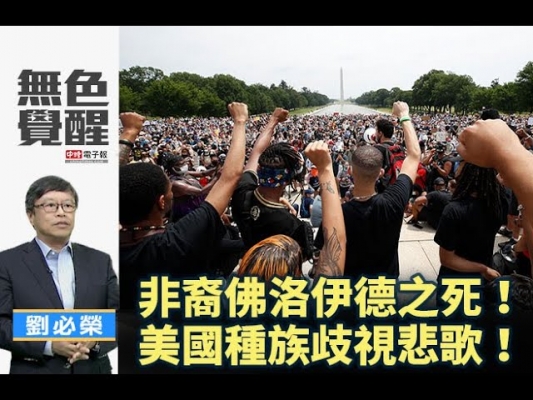 無色
覺醒
中時電子報
劉必榮
非裔佛洛伊德之死！
美國種族歧視悲歌！